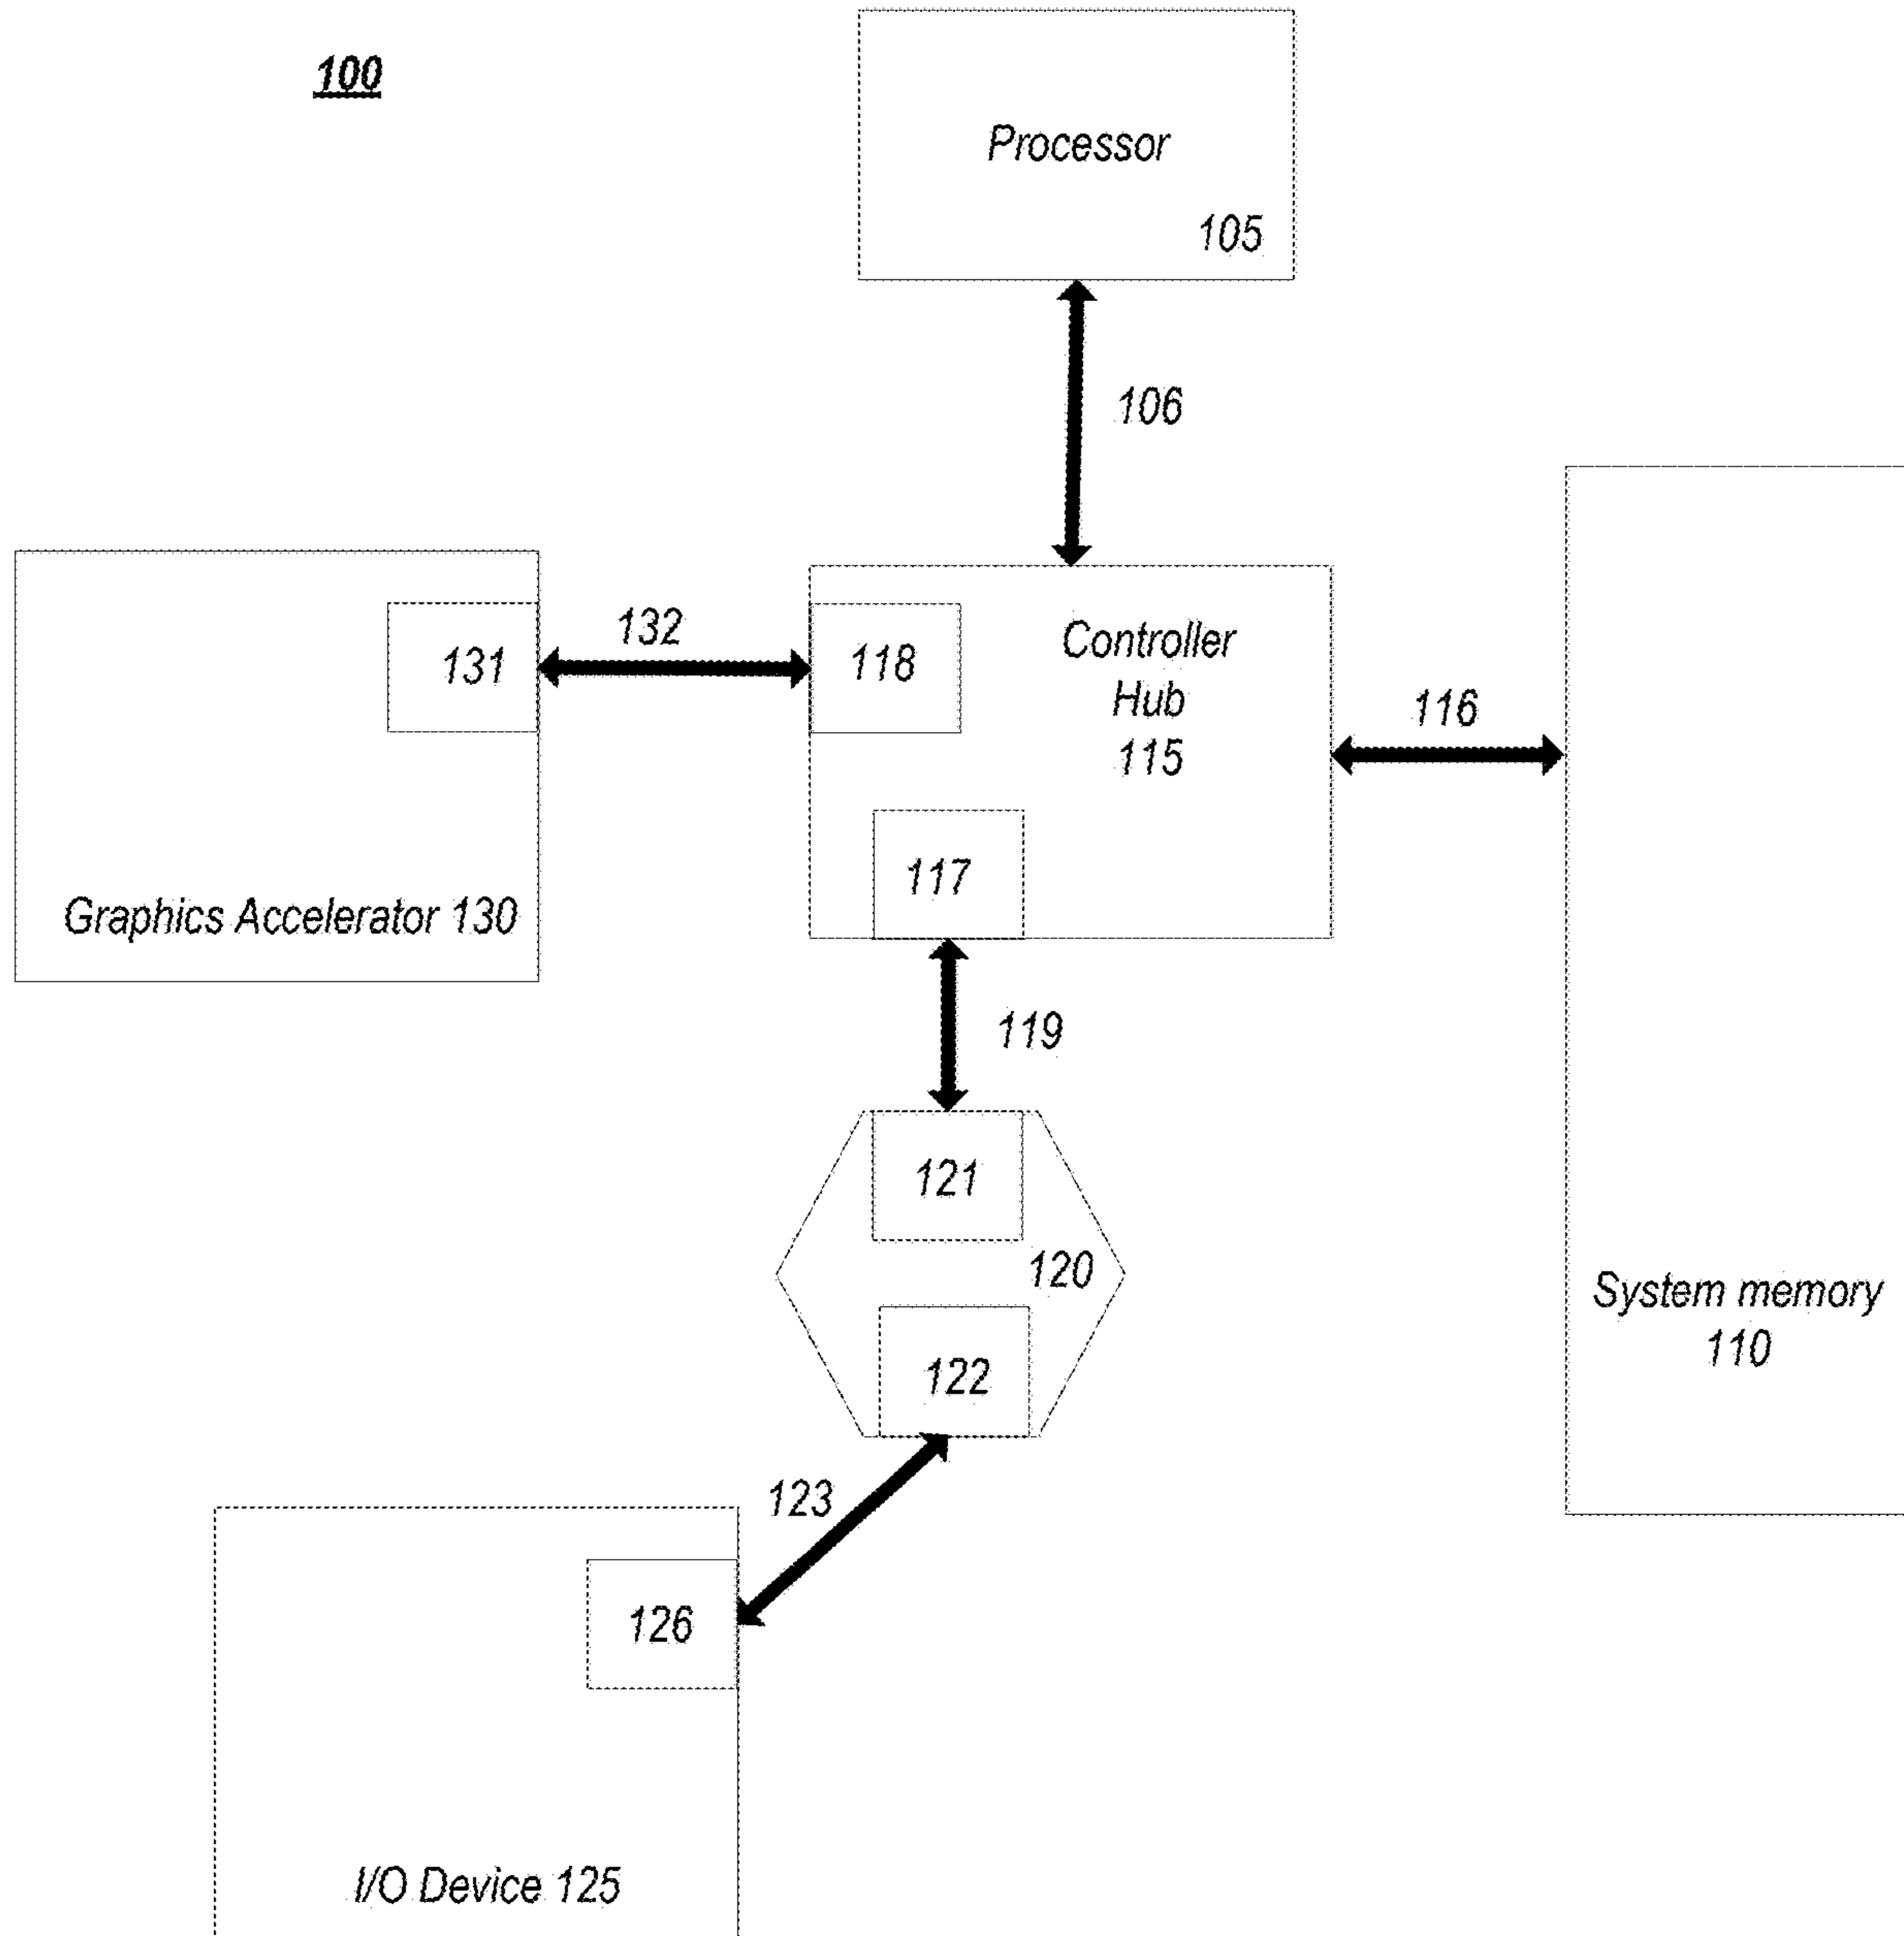 100
Processor
105
106
132
131
118
Controller
Hub
115
116
117
Graphics Accelerator 130
119
121
120
122
System memory
110
123
126
I/O Device 125